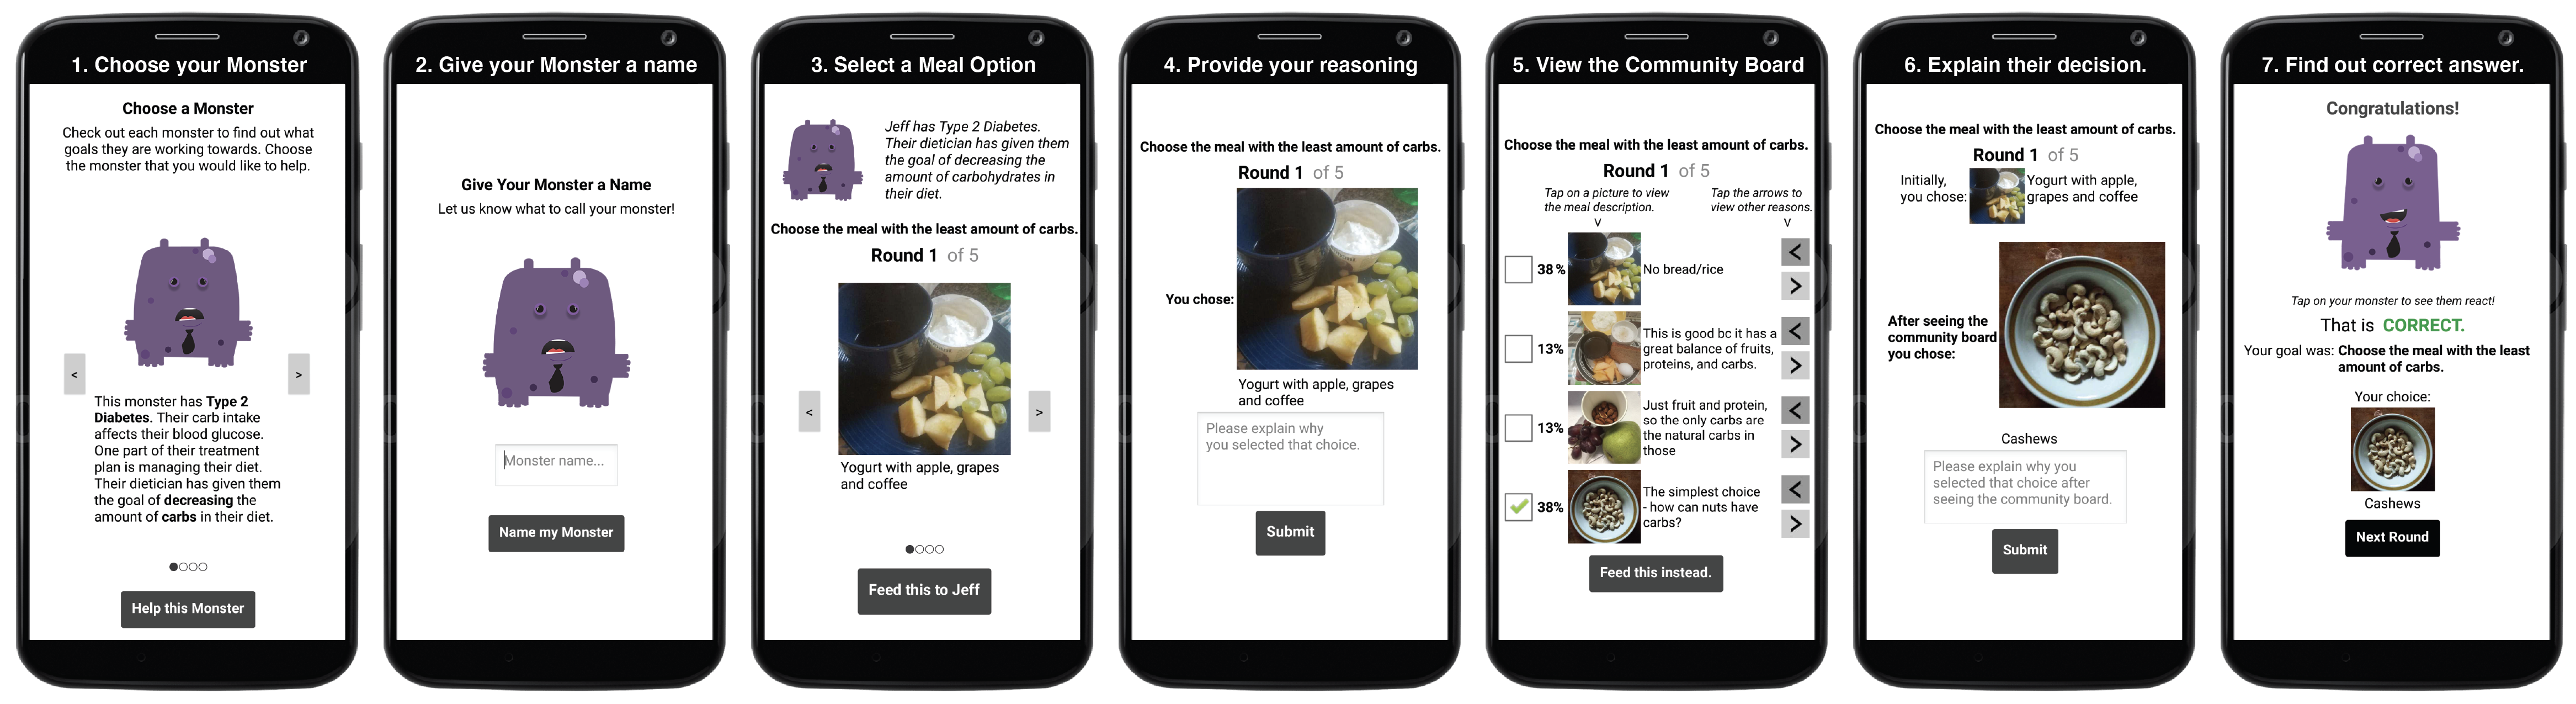 1. Choose your Monster
Choose a Monster
Check out each monster to find out what
goals they are working towards. Choose
the monster that you would like to help.
<
>
This monster has Type 2
Diabetes. Their carb intake
affects their blood glucose.
One part of their treatment
plan is managing their diet.
Their dietician has given them
the goal of decreasing the
amount of carbs in their diet.
Help this Monster
2. Give your Monster a name
Give Your Monster a Name
Let us know what to call your monster!
Monster name...
Name my Monster
3. Select a Meal Option
Jeff has Type 2 Diabetes.
Their dietician has given them
the goal of decreasing the
amount of carbohydrates in
their diet.
Choose the meal with the least amount of carbs.
Round 1 of 5
<
>
Yogurt with apple, grapes
and coffee
Feed this to Jeff
4. Provide your reasoning
Choose the meal with the least amount of carbs.
Round 1 of 5
You chose:
Yogurt with apple, grapes
and coffee
Please explain why
you selected that choice.
Submit
5. View the Community Board
Choose the meal with the least amount of carbs.
Round 1 of 5
Tap on a picture to view
the meal description.
V
Tap the arrows to
view other reasons.
V
38%
No bread/rice
<
>
13%
This is good bc it has a
great balance of fruits,
proteins, and carbs.
<
>
13%
Just fruit and protein,
so the only carbs are
the natural carbs in
those
<
>
38%
The simplest choice
- how can nuts have
carbs?
<
>
Feed this instead.
6. Explain their decision.
Choose the meal with the least amount of carbs.
Round 1 of 5
Initially,
you chose:
Yogurt with apple,
grapes and coffee
After seeing the
community board
you chose:
Cashews
Please explain why you
selected that choice after
seeing the community board.
Submit
7. Find out correct answer.
Congratulations!
Tap on your monster to see them react!
That is CORRECT.
Your goal was: Choose the meal with the least
amount of carbs.
Your choice:
Cashews
Next Round